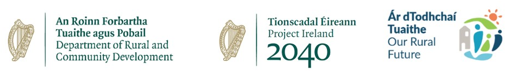 An Roinn Forbartha
Tuaithe agus Pobail
Department of Rural and
Community Development
Tionscadal Éireann
Project Ireland
2040
Ár dTodhchaí
Tuaithe
Our Rural
Future